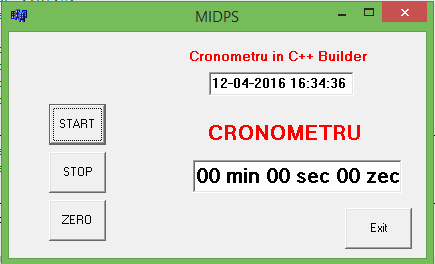 MIDPS
Cronometru in C++ Builder
12-04-2016 16:34:36
START
CRONOMETRU
STOP
00 min 00 sec 00 zec
ZERO
Exit